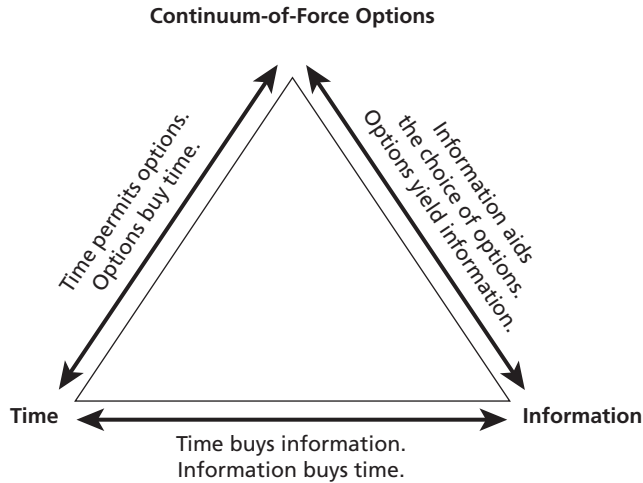 Continuum-of-Force Options
Time permits options.
Options buy time.
Information aids
the choice of options.
Options yield information.
Time
Information
Time buys information.
Information buys time.